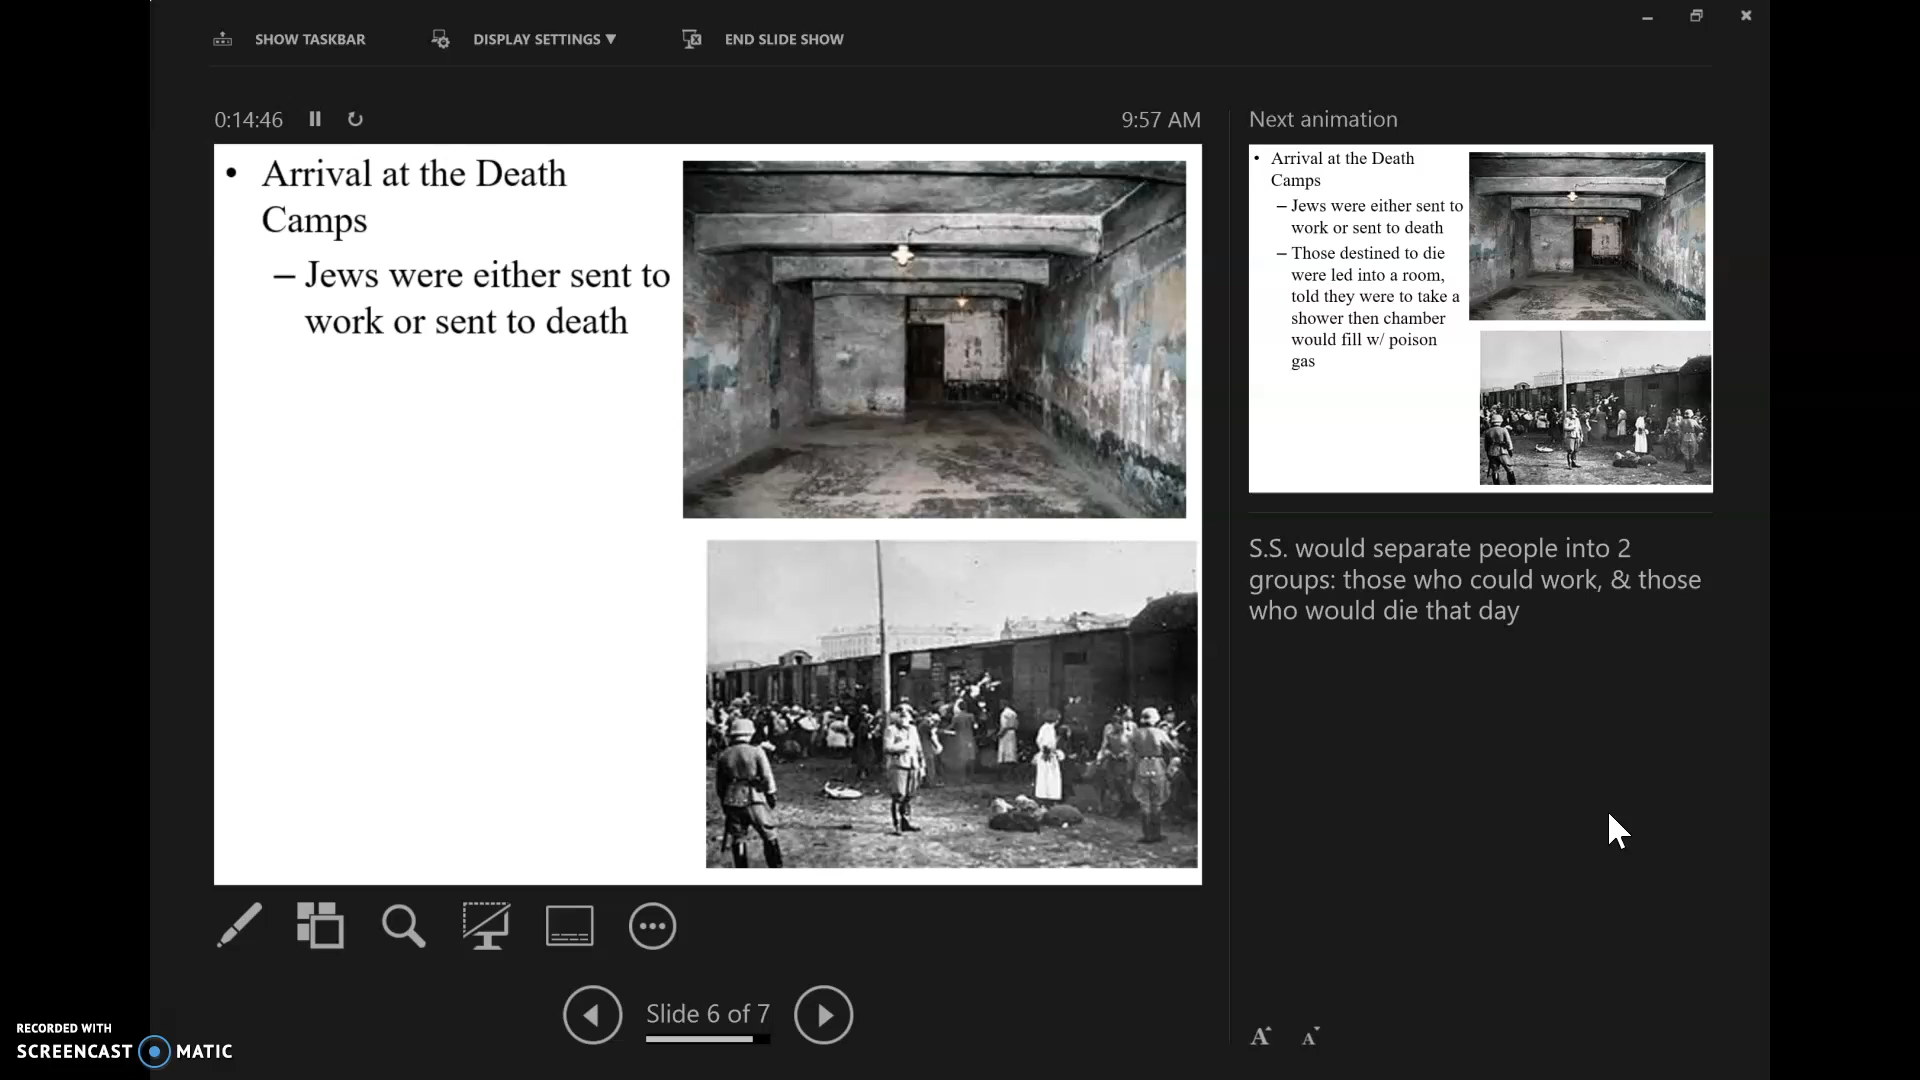 SHOW TASKBAR
DISPLAY SETTINGS ▼
END SLIDE SHOW
0:14:46
9:57 AM
• Arrival at the Death
Camps
– Jews were either sent to
work or sent to death
Next animation
• Arrival at the Death
Camps
– Jews were either sent to
work or sent to death
– Those destined to die
were led into a room,
told they were to take a
shower then chamber
would fill w/ poison
gas
S.S. would separate people into 2
groups: those who could work, & those
who would die that day
Slide 6 of 7
A A
RECORDED WITH
SCREENCAST MATIC